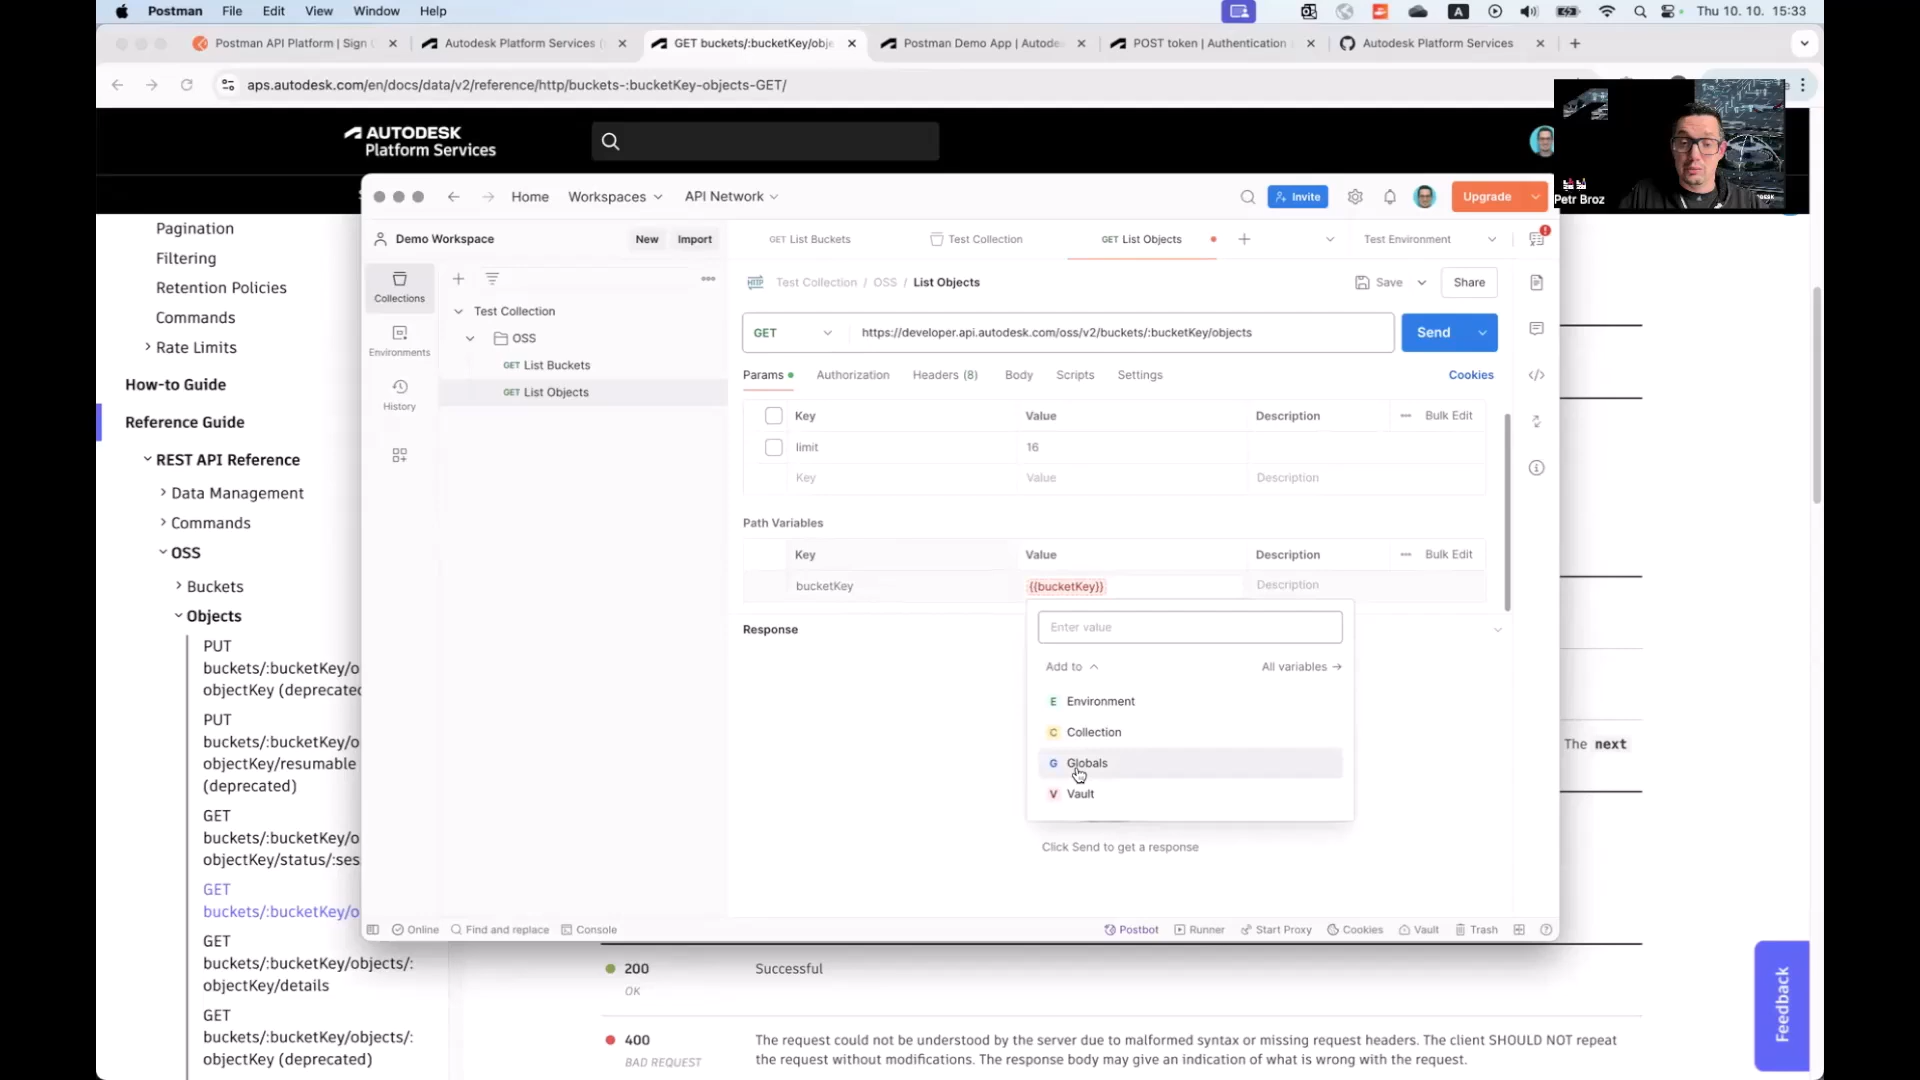 Postman File Edit View Window Help
A Thu 10. 10. 15:33
Postman API Platform | Sign
Autodesk Platform Services (
GET buckets/:bucketKey/obje
Postman Demo App | Autodes
POST token | Authentication
Autodesk Platform Services
aps.autodesk.com/en/docs/data/v2/reference/http/buckets-:bucketKey-objects-GET/
AUTODESK
Platform Services
Petr Broz
Home Workspaces API Network
Invite
Upgrade
Demo Workspace
New
Import
GET List Buckets
Test Collection
GET List Objects
Test Environment
Collections
Environments
History
Test Collection
OSS
GET List Buckets
GET List Objects
HTTP Test Collection / OSS / List Objects
Save
Share
GET
https://developer.api.autodesk.com/oss/v2/buckets/:bucketKey/objects
Send
Params Authorization Headers (8) Body Scripts Settings
Cookies
Key Value Description Bulk Edit
limit 16
Key Value Description
Path Variables
Key Value Description Bulk Edit
bucketKey {{bucketKey}} Description
Response
Enter value
Add to
All variables →
E Environment
C Collection
G Globals
V Vault
Click Send to get a response
Online Find and replace Console
Postbot Runner Start Proxy Cookies Vault Trash
Pagination
Filtering
Retention Policies
Commands
Rate Limits
How-to Guide
Reference Guide
REST API Reference
Data Management
Commands
OSS
Buckets
Objects
PUT
buckets/:bucketKey/o
objectKey (deprecated
PUT
buckets/:bucketKey/o
objectKey/resumable
(deprecated)
GET
buckets/:bucketKey/o
objectKey/status/:ses
GET
buckets/:bucketKey/o
GET
buckets/:bucketKey/objects/:
objectKey/details
GET
buckets/:bucketKey/objects/:
objectKey (deprecated)
The next
200
OK
Successful
400
BAD REQUEST
The request could not be understood by the server due to malformed syntax or missing request headers. The client SHOULD NOT repeat
the request without modifications. The response body may give an indication of what is wrong with the request.
Feedback